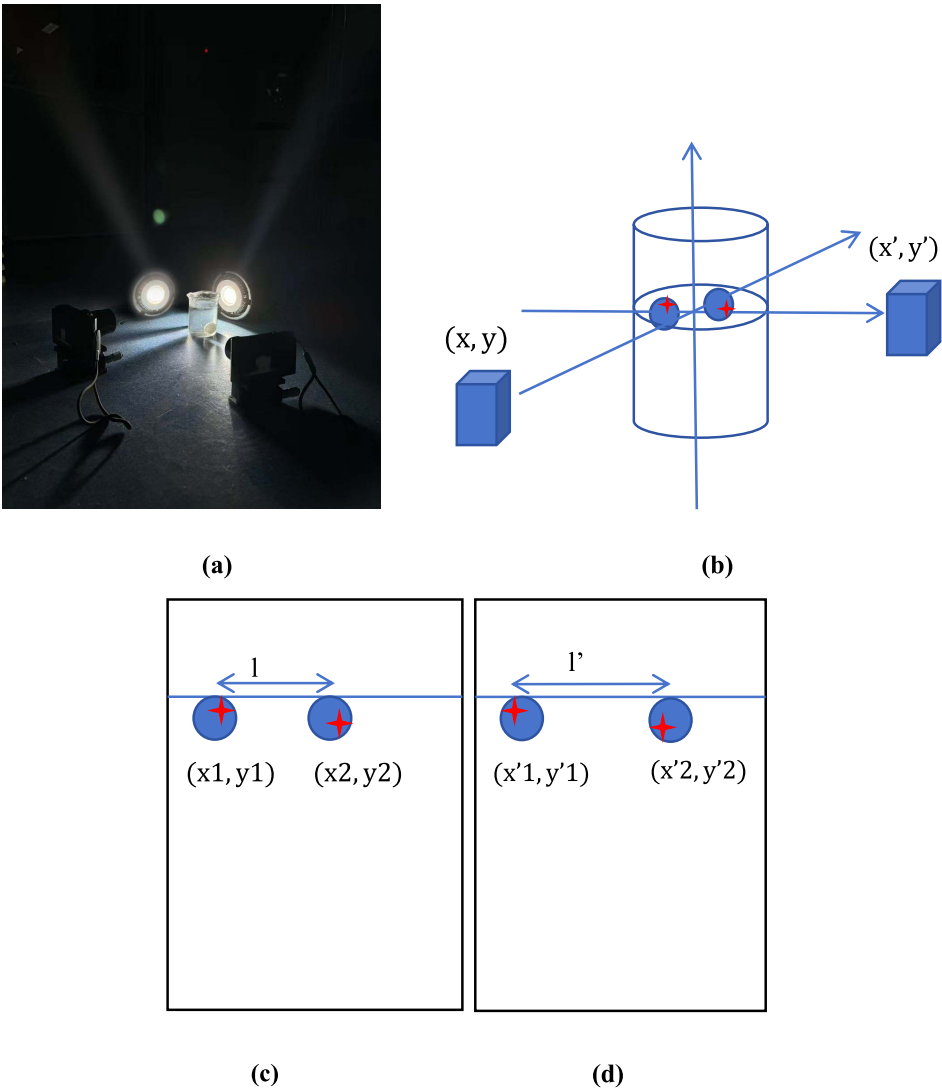 (x, y)
(x’, y’)
(a)
(b)
l
l’
(x1, y1)
(x2, y2)
(x’1, y’1)
(x’2, y’2)
(c)
(d)